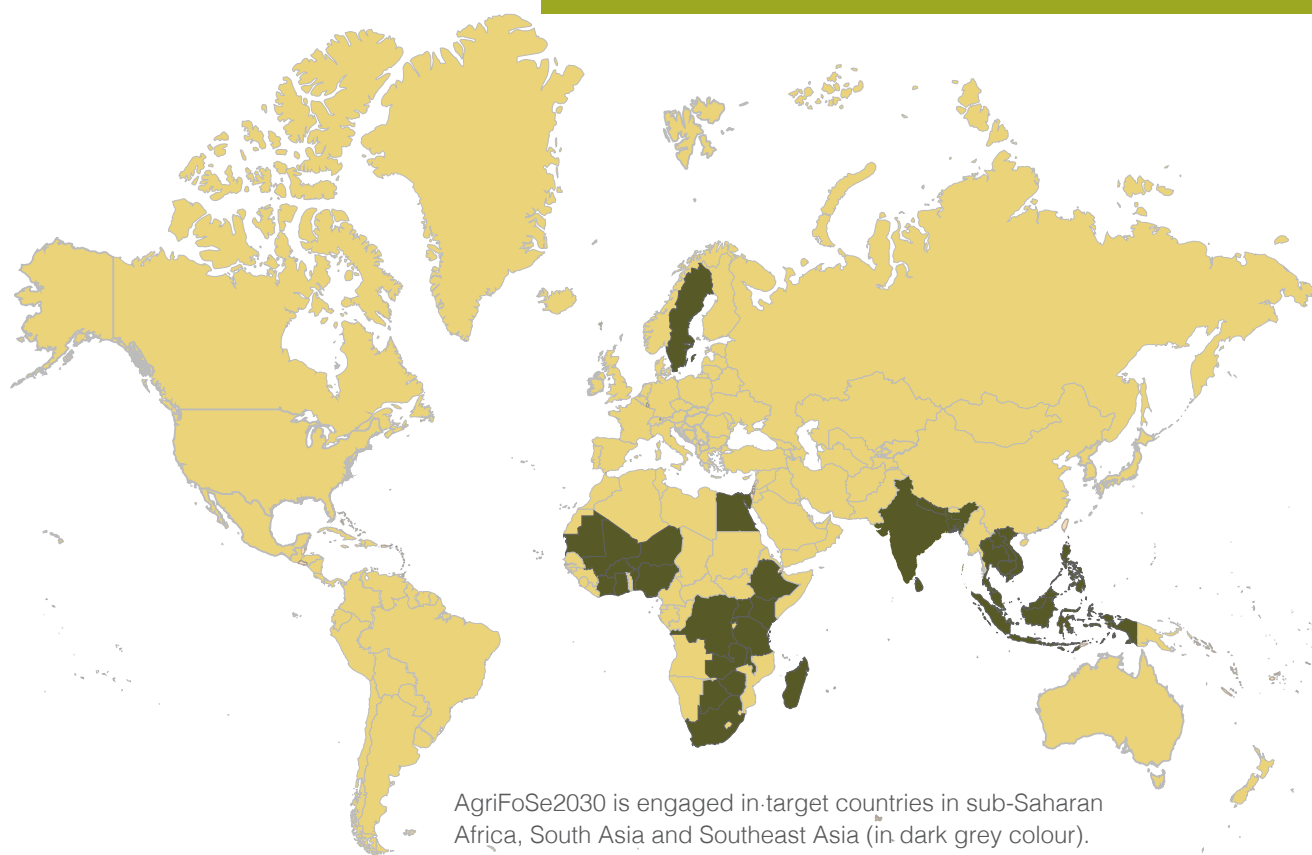 AgriFoSe2030 is engaged in target countries in sub-Saharan
Africa, South Asia and Southeast Asia (in dark grey colour).